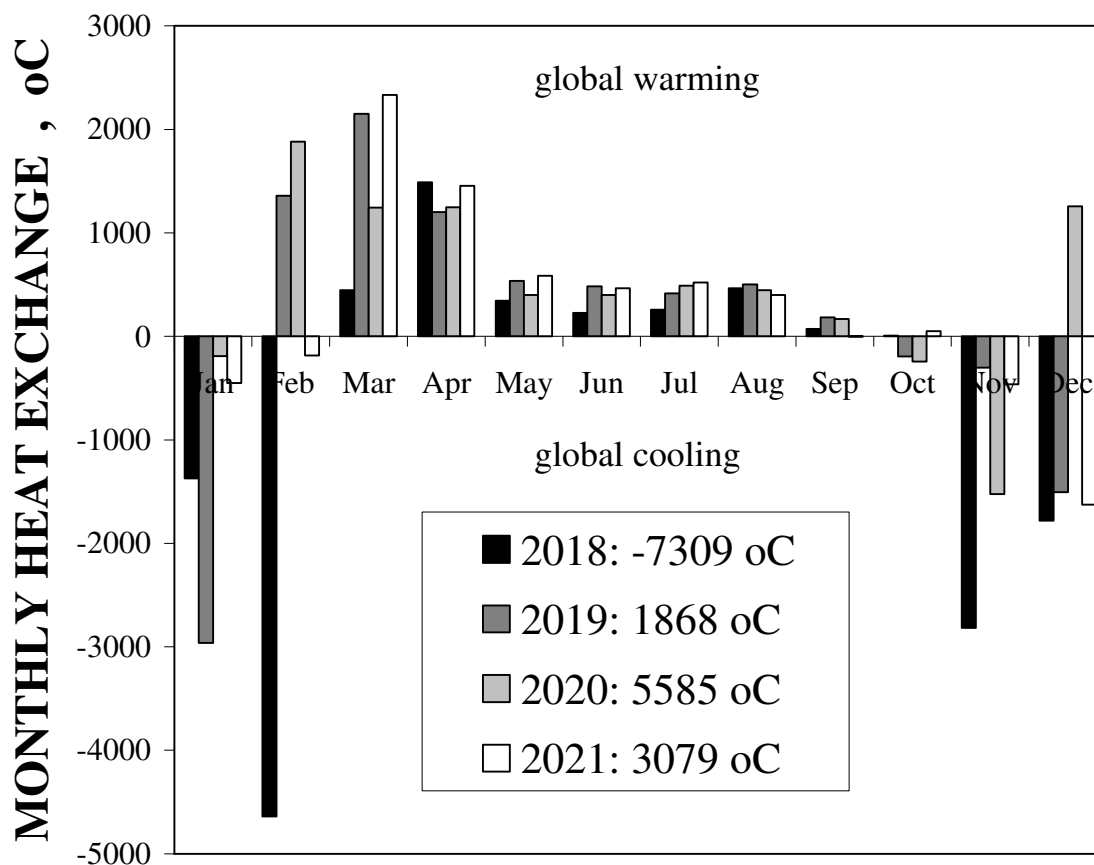 MONTHLY HEAT EXCHANGE , oC
3000
2000
1000
0
-1000
-2000
-3000
-4000
-5000
global warming
Jan Feb Mar Apr May Jun Jul Aug Sep Oct Nov Dec
global cooling
2018: -7309 oC
2019: 1868 oC
2020: 5585 oC
2021: 3079 oC